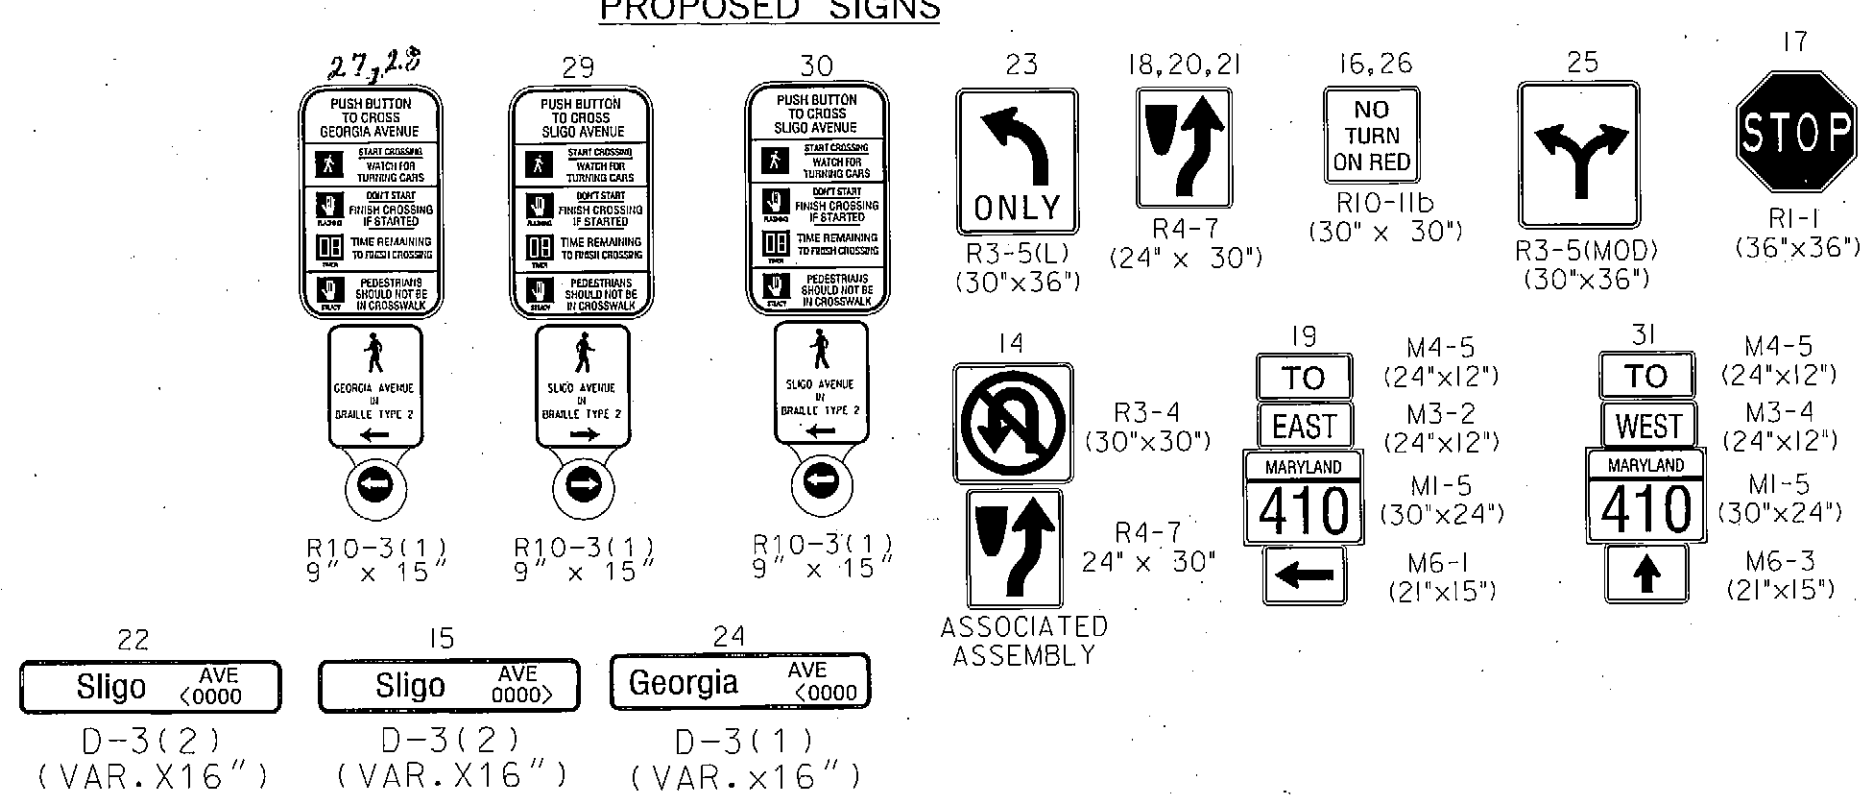 PROPOSED SIGNS
27,28
PUSH BUTTON
TO CROSS
GEORGIA AVENUE
START CROSSING
WATCH FOR
TURNING CARS
DON'T START
FINISH CROSSING
IF STARTED
FLASHING
TIME REMAINING
TO FINISH CROSSING
TIMER
PEDESTRIANS
SHOULD NOT BE
IN CROSSWALK
STEADY
GEORGIA AVENUE
IN
BRAILLE TYPE 2
R10-3(1)
9" x 15"
29
PUSH BUTTON
TO CROSS
SLIGO AVENUE
START CROSSING
WATCH FOR
TURNING CARS
DON'T START
FINISH CROSSING
IF STARTED
FLASHING
08 TIME REMAINING
TO FINISH CROSSING
TIMER
PEDESTRIANS
SHOULD NOT BE
IN CROSSWALK
STEADY
SLIGO AVENUE
IN
BRAILLE TYPE 2
R10-3(1)
9" x 15"
30
PUSH BUTTON
TO CROSS
SLIGO AVENUE
START CROSSING
WATCH FOR
TURNING CARS
DON'T START
FINISH CROSSING
IF STARTED
FLASHING
TIME REMAINING
TO FINISH CROSSING
TIMER
PEDESTRIANS
SHOULD NOT BE
IN CROSSWALK
STEADY
SLIGO AVENUE
IN
BRAILLE TYPE 2
R10-3(1)
9" x 15"
23
ONLY
R3-5(L)
(30"x36")
18,20,21
R4-7
(24" x 30")
16,26
NO
TURN
ON RED
R10-11b
(30" x 30")
25
R3-5(MOD)
(30"x36")
17
STOP
R1-1
(36"x36")
14
R3-4
(30"x30")
R4-7
24" x 30"
ASSOCIATED
ASSEMBLY
19
TO
M4-5
(24"x12")
EAST
M3-2
(24"x12")
MARYLAND
410
M1-5
(30"x24")
M6-1
(21"x15")
31
TO
M4-5
(24"x12")
WEST
M3-4
(24"x12")
MARYLAND
410
M1-5
(30"x24")
M6-3
(21"x15")
22
Sligo AVE
<0000
D-3(2)
(VAR.X16")
15
Sligo AVE
0000>
D-3(2)
(VAR.X16")
24
Georgia AVE
<0000
D-3(1)
(VAR.x16")